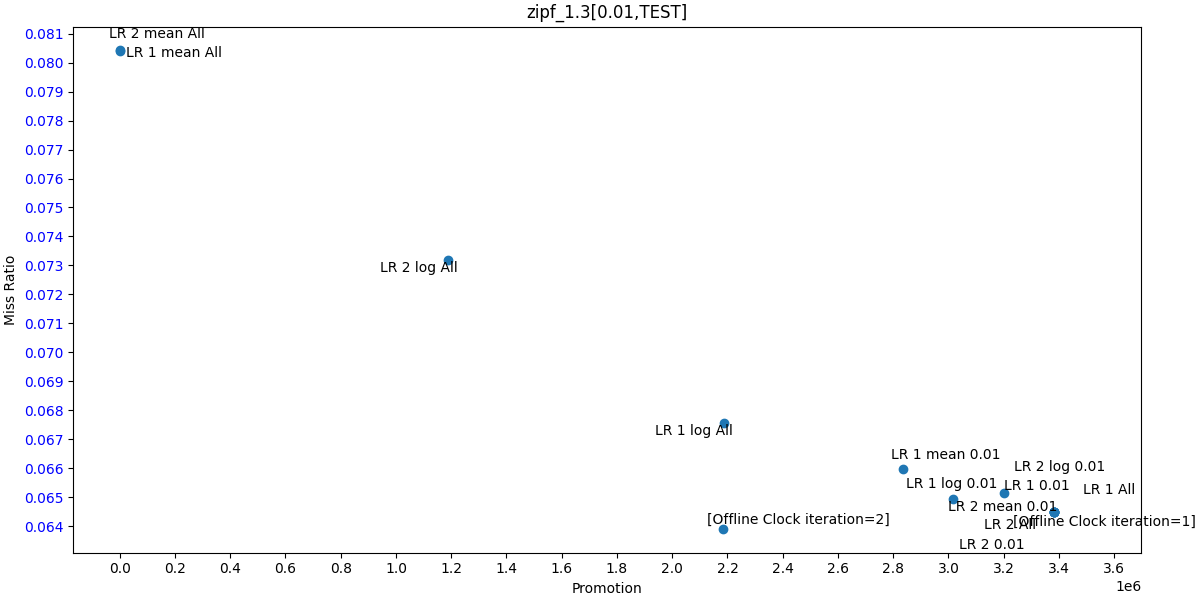 zipf_1.3[0.01,TEST]
0.081
0.080
0.079
0.078
0.077
0.076
0.075
0.074
0.073
0.072
0.071
0.070
0.069
0.068
0.067
0.066
0.065
0.064
Miss Ratio
LR 2 mean All
LR 1 mean All
LR 2 log All
LR 1 log All
LR 1 mean 0.01
LR 2 log 0.01
LR 1 log 0.01
LR 1 0.01
LR 1 All
LR 2 mean 0.01
[Offline Clock iteration=2]
[Offline Clock iteration=1]
LR 2 All
LR 2 0.01
0.0 0.2 0.4 0.6 0.8 1.0 1.2 1.4 1.6 1.8 2.0 2.2 2.4 2.6 2.8 3.0 3.2 3.4 3.6
1e6
Promotion